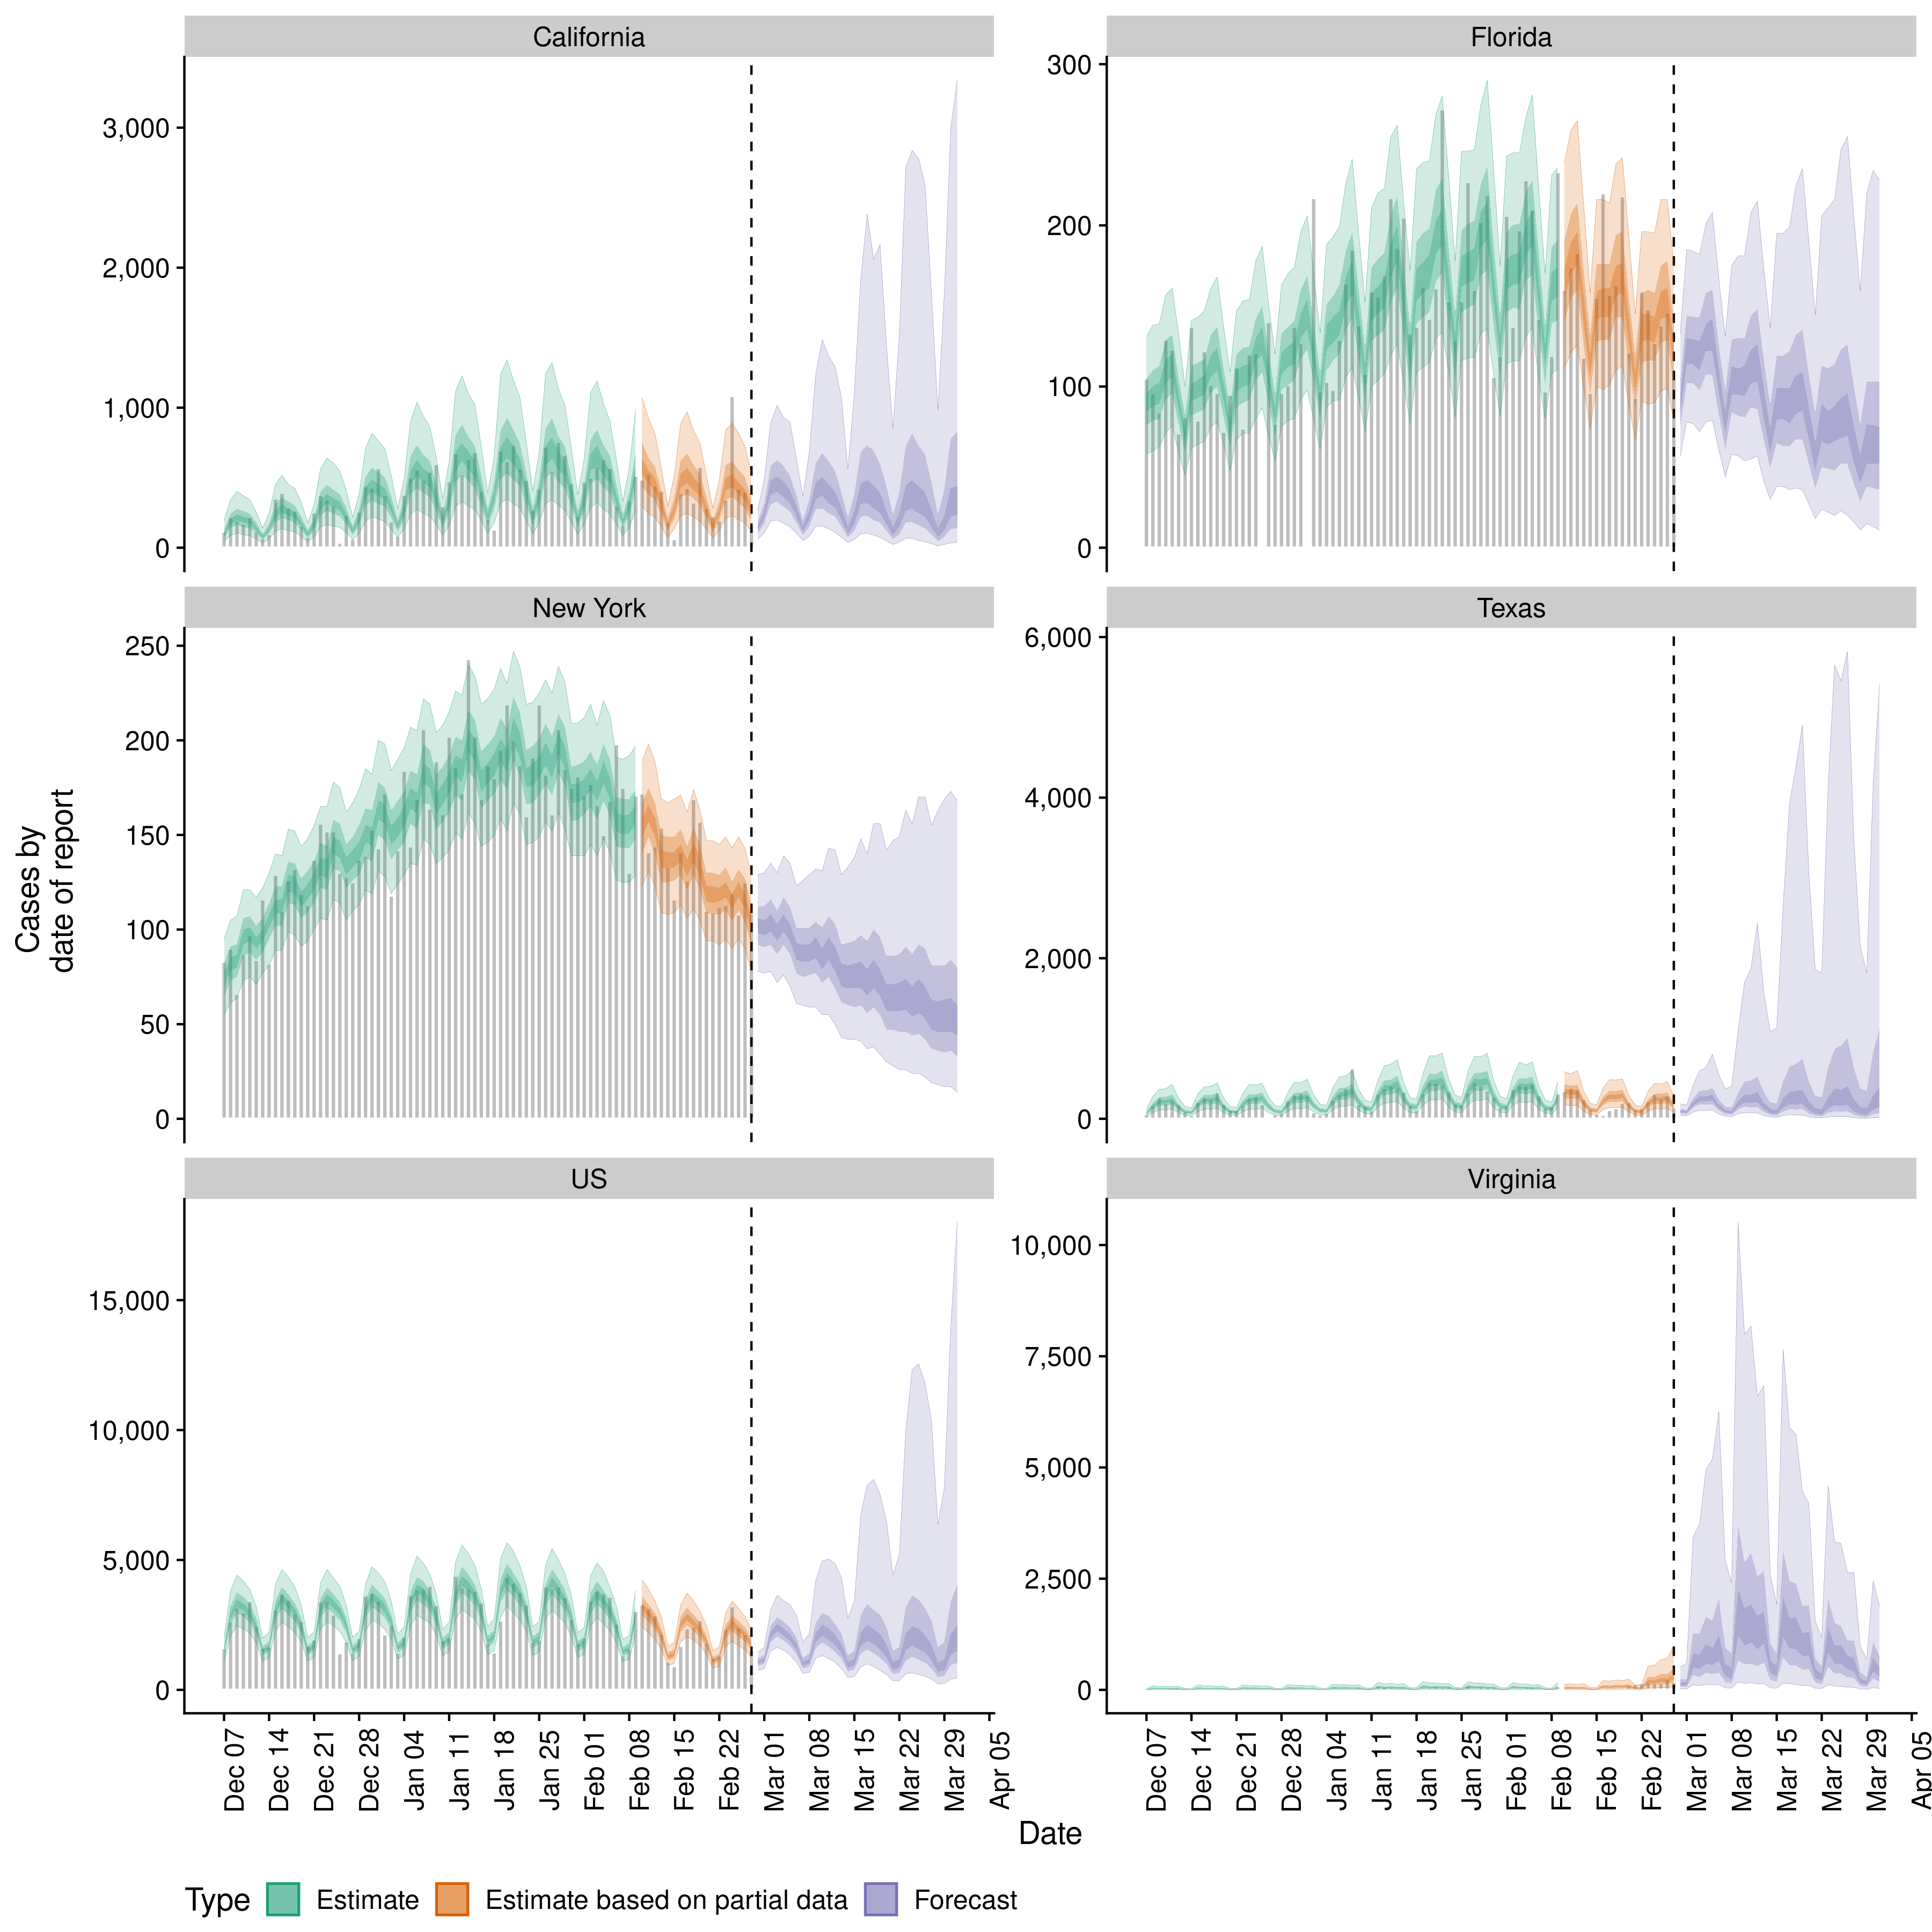 California
Florida
3,000
2,000
1,000
0
300
200
100
0
New York
Texas
250
200
150
100
50
0
6,000
4,000
2,000
0
US
Virginia
15,000
10,000
5,000
0
10,000
7,500
5,000
2,500
0
Cases by
date of report
Dec 07
Dec 14
Dec 21
Dec 28
Jan 04
Jan 11
Jan 18
Jan 25
Feb 01
Feb 08
Feb 15
Feb 22
Mar 01
Mar 08
Mar 15
Mar 22
Mar 29
Apr 05
Dec 07
Dec 14
Dec 21
Dec 28
Jan 04
Jan 11
Jan 18
Jan 25
Feb 01
Feb 08
Feb 15
Feb 22
Mar 01
Mar 08
Mar 15
Mar 22
Mar 29
Apr 05
Date
Type Estimate Estimate based on partial data Forecast